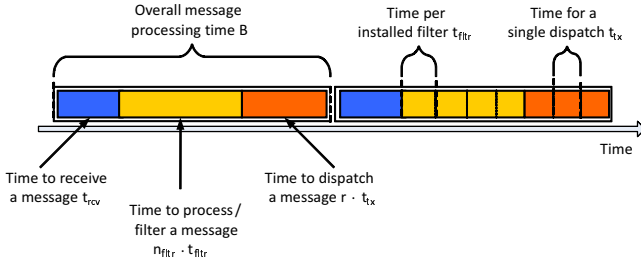 Overall message
processing time B
Time per
installed filter t_fltr
Time for a
single dispatch t_tx
Time
Time to receive
a message t_rcv
Time to process/
filter a message
n_fltr · t_fltr
Time to dispatch
a message r · t_tx